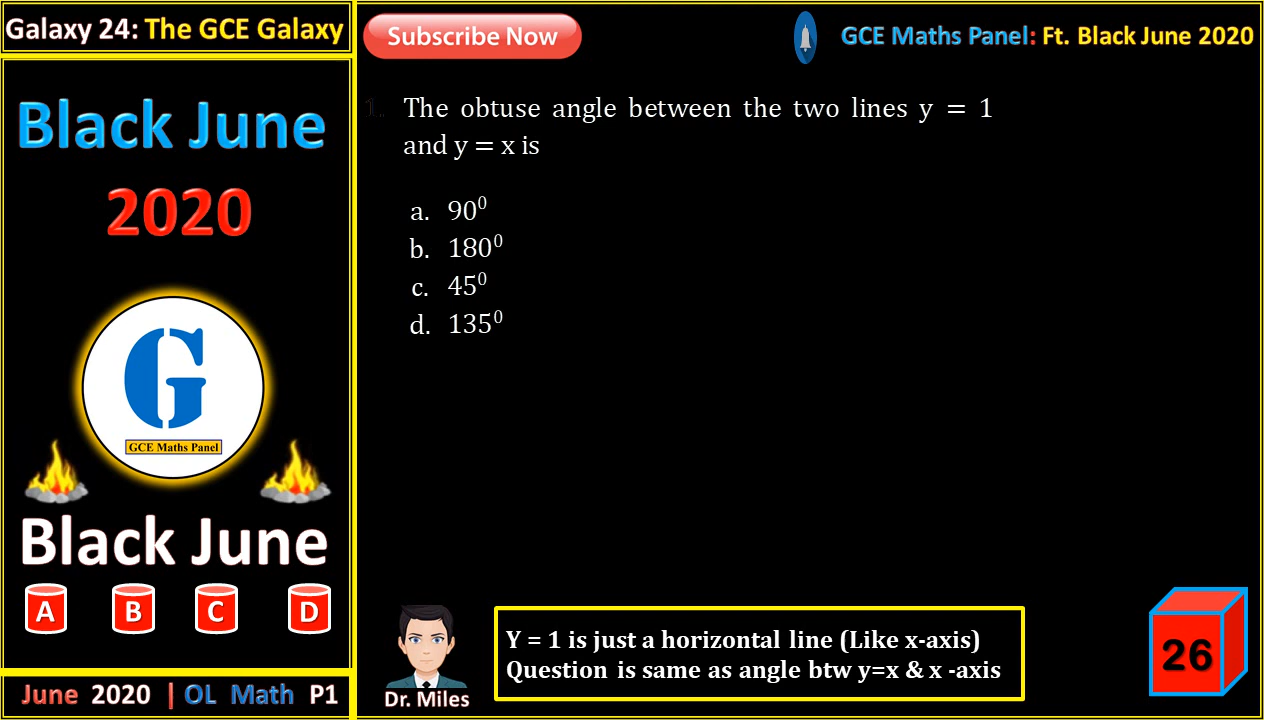 Galaxy 24: The GCE Galaxy
Subscribe Now
GCE Maths Panel: Ft. Black June 2020
Black June
2020
G
GCE Maths Panel
Black June
A B C D
June 2020 | OL Math P1
1. The obtuse angle between the two lines y = 1
and y = x is
a. 90⁰
b. 180⁰
c. 45⁰
d. 135⁰
Dr. Miles
Y = 1 is just a horizontal line (Like x-axis)
Question is same as angle btw y=x & x -axis
26